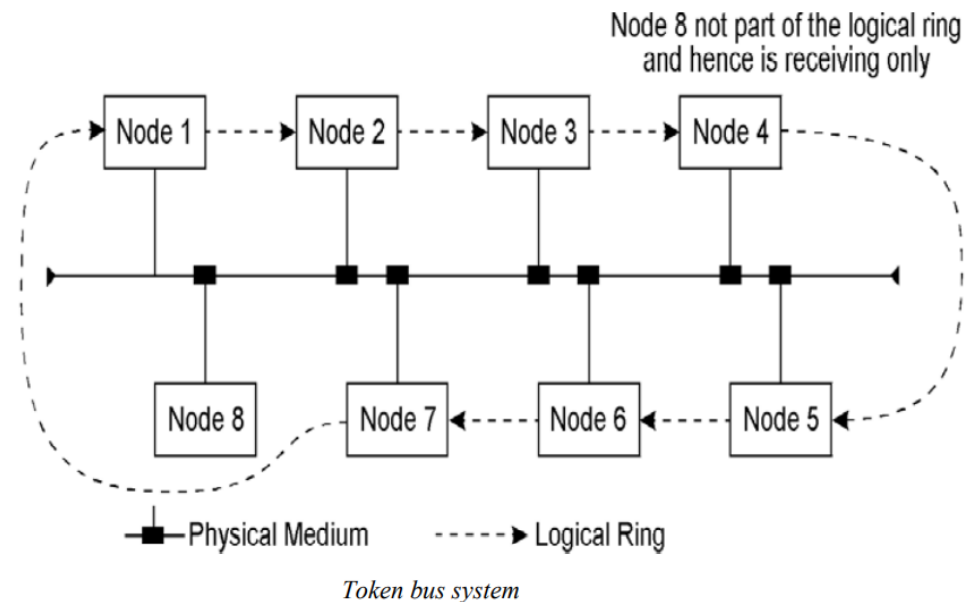 Node 8 not part of the logical ring
and hence is receiving only
Node 1
Node 2
Node 3
Node 4
Node 8
Node 7
Node 6
Node 5
Physical Medium
Logical Ring
Token bus system